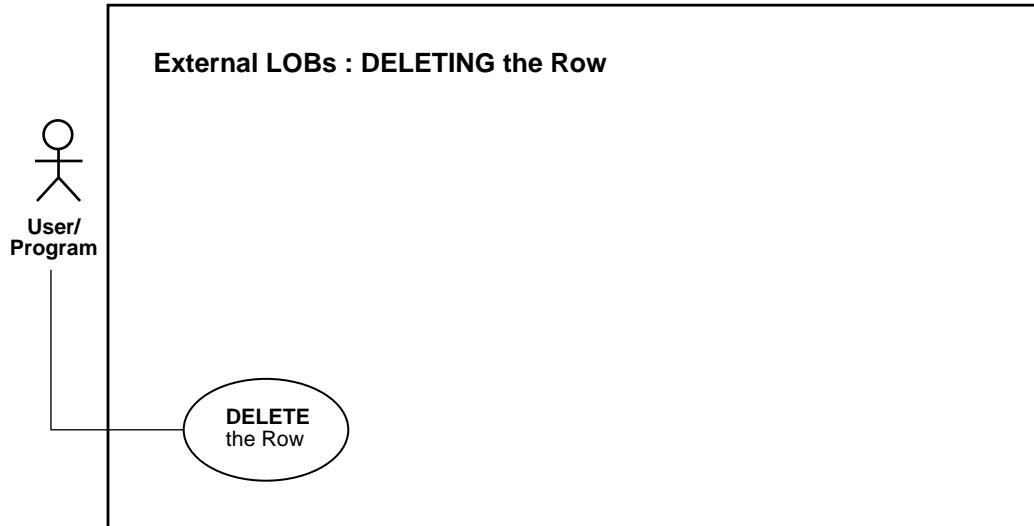 External LOBs : DELETING the Row
User/
Program
DELETE
the Row